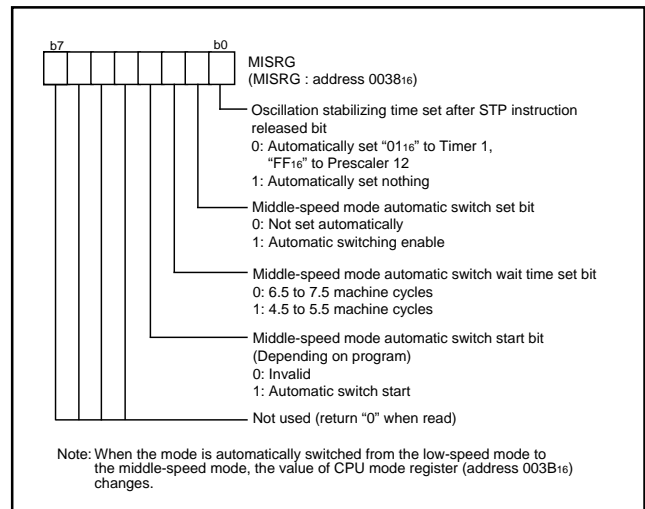 b7
b0
MISRG
(MISRG : address 003816)
Oscillation stabilizing time set after STP instruction
released bit
0: Automatically set “0116” to Timer 1,
“FF16” to Prescaler 12
1: Automatically set nothing
Middle-speed mode automatic switch set bit
0: Not set automatically
1: Automatic switching enable
Middle-speed mode automatic switch wait time set bit
0: 6.5 to 7.5 machine cycles
1: 4.5 to 5.5 machine cycles
Middle-speed mode automatic switch start bit
(Depending on program)
0: Invalid
1: Automatic switch start
Not used (return “0” when read)
Note: When the mode is automatically switched from the low-speed mode to
the middle-speed mode, the value of CPU mode register (address 003B16)
changes.